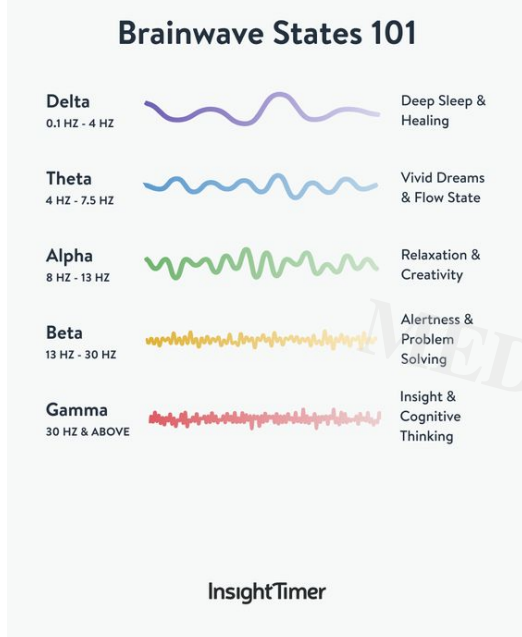 Brainwave States 101
Delta
0.1 HZ - 4 HZ
Deep Sleep &
Healing
Theta
4 HZ - 7.5 HZ
Vivid Dreams
& Flow State
Alpha
8 HZ - 13 HZ
Relaxation &
Creativity
Beta
13 HZ - 30 HZ
Alertness &
Problem
Solving
Gamma
30 HZ & ABOVE
Insight &
Cognitive
Thinking
MED
InsightTimer